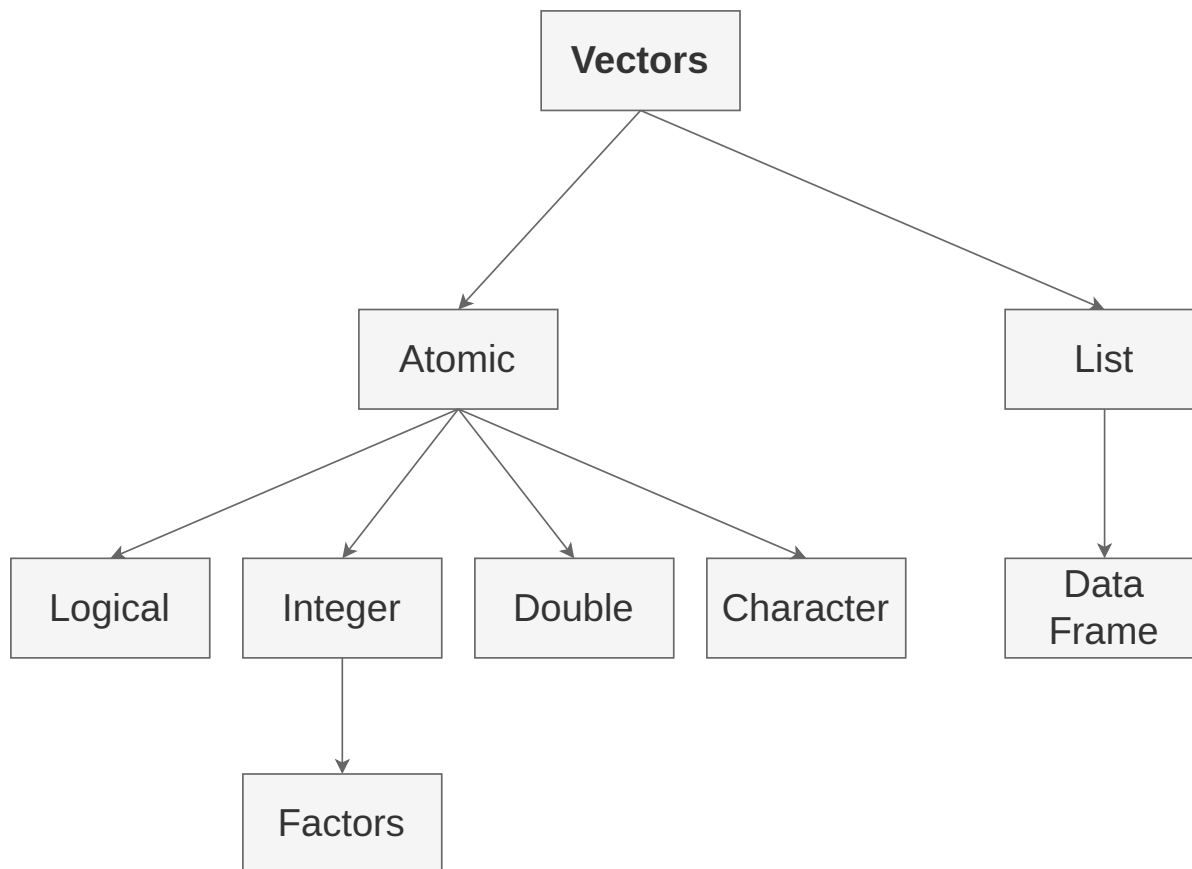 Vectors
Atomic
List
Logical
Integer
Double
Character
Data
Frame
Factors